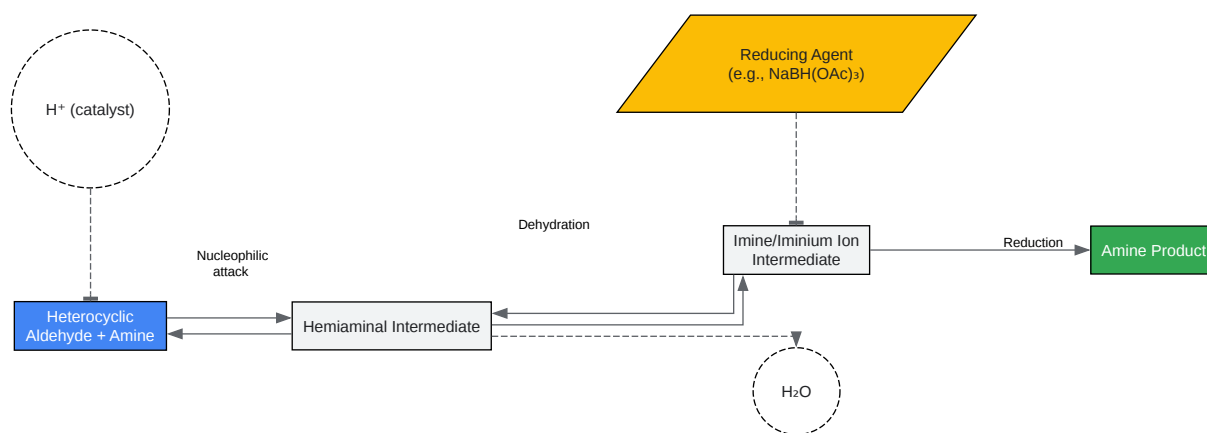 Reducing Agent
(e.g., NaBH(OAc)₃)
H⁺ (catalyst)
Dehydration
Nucleophilic
attack
Imine/Iminium Ion
Intermediate
Reduction
Amine Product
Heterocyclic
Aldehyde + Amine
Hemiaminal Intermediate
H₂O